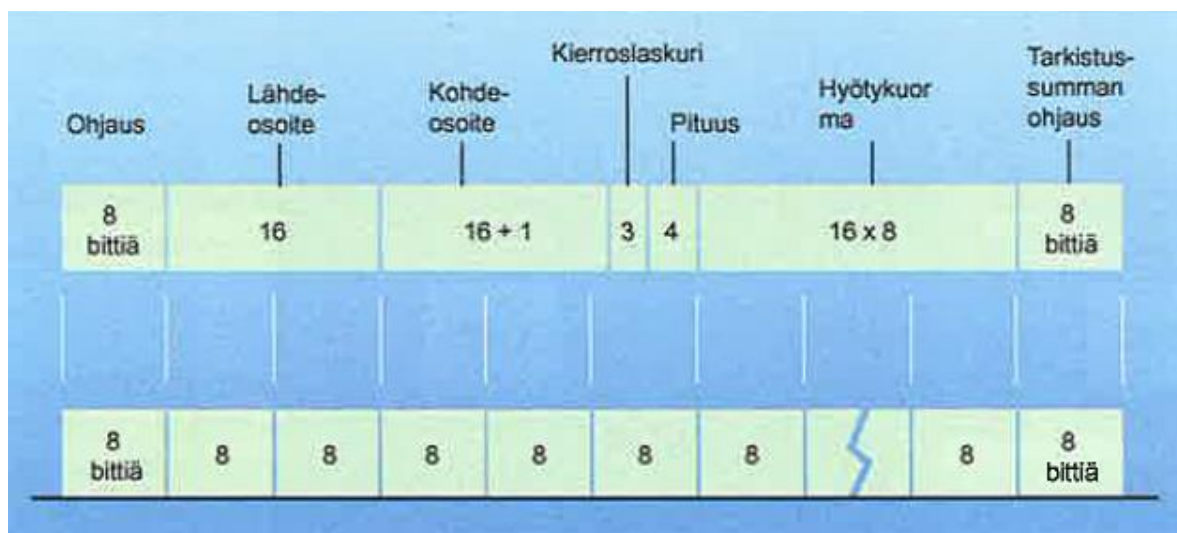 Kierroslaskuri
Ohjaus
Lähde-
osoite
Kohde-
osoite
Pituus
Hyötykuor
ma
Tarkistus-
summan
ohjaus
8
bittiä
16
16 + 1
3
4
16 x 8
8
bittiä
8
bittiä
8
8
8
8
8
8
8
8
bittiä